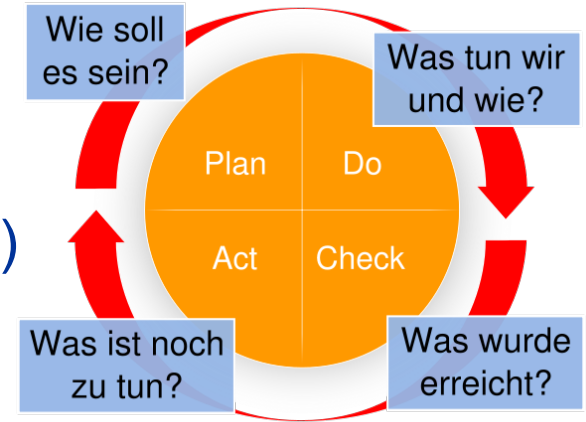 Wie soll
es sein?
Was tun wir
und wie?
Plan
Do
)
Act
Check
Was ist noch
zu tun?
Was wurde
erreicht?